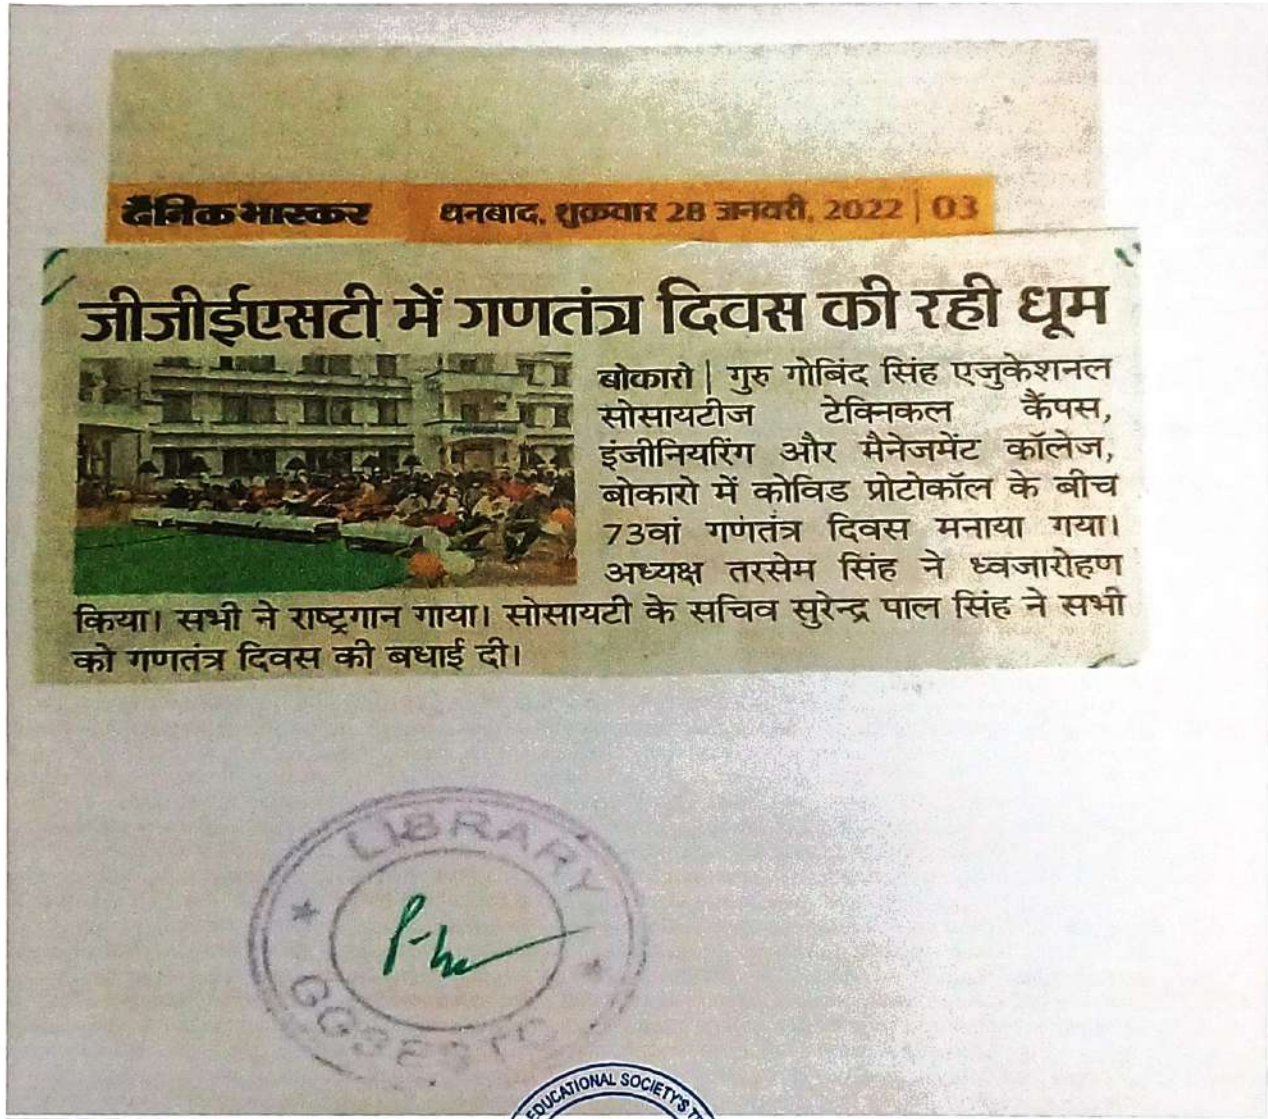 दैनिक भास्कर धनबाद, शुक्रवार 28 जनवरी, 2022 | 03
जीजीईएसटी में गणतंत्र दिवस की रही धूम
बोकारो | गुरु गोबिंद सिंह एजुकेशनल
सोसायटीज टेक्निकल कैंपस,
इंजीनियरिंग और मैनेजमेंट कॉलेज,
बोकारो में कोविड प्रोटोकॉल के बीच
73वां गणतंत्र दिवस मनाया गया।
अध्यक्ष तरसेम सिंह ने ध्वजारोहण
किया। सभी ने राष्ट्रगान गाया। सोसायटी के सचिव सुरेन्द्र पाल सिंह ने सभी
को गणतंत्र दिवस की बधाई दी।
LIBRARY
GGSESTC
EDUCATIONAL SOCIETY'S